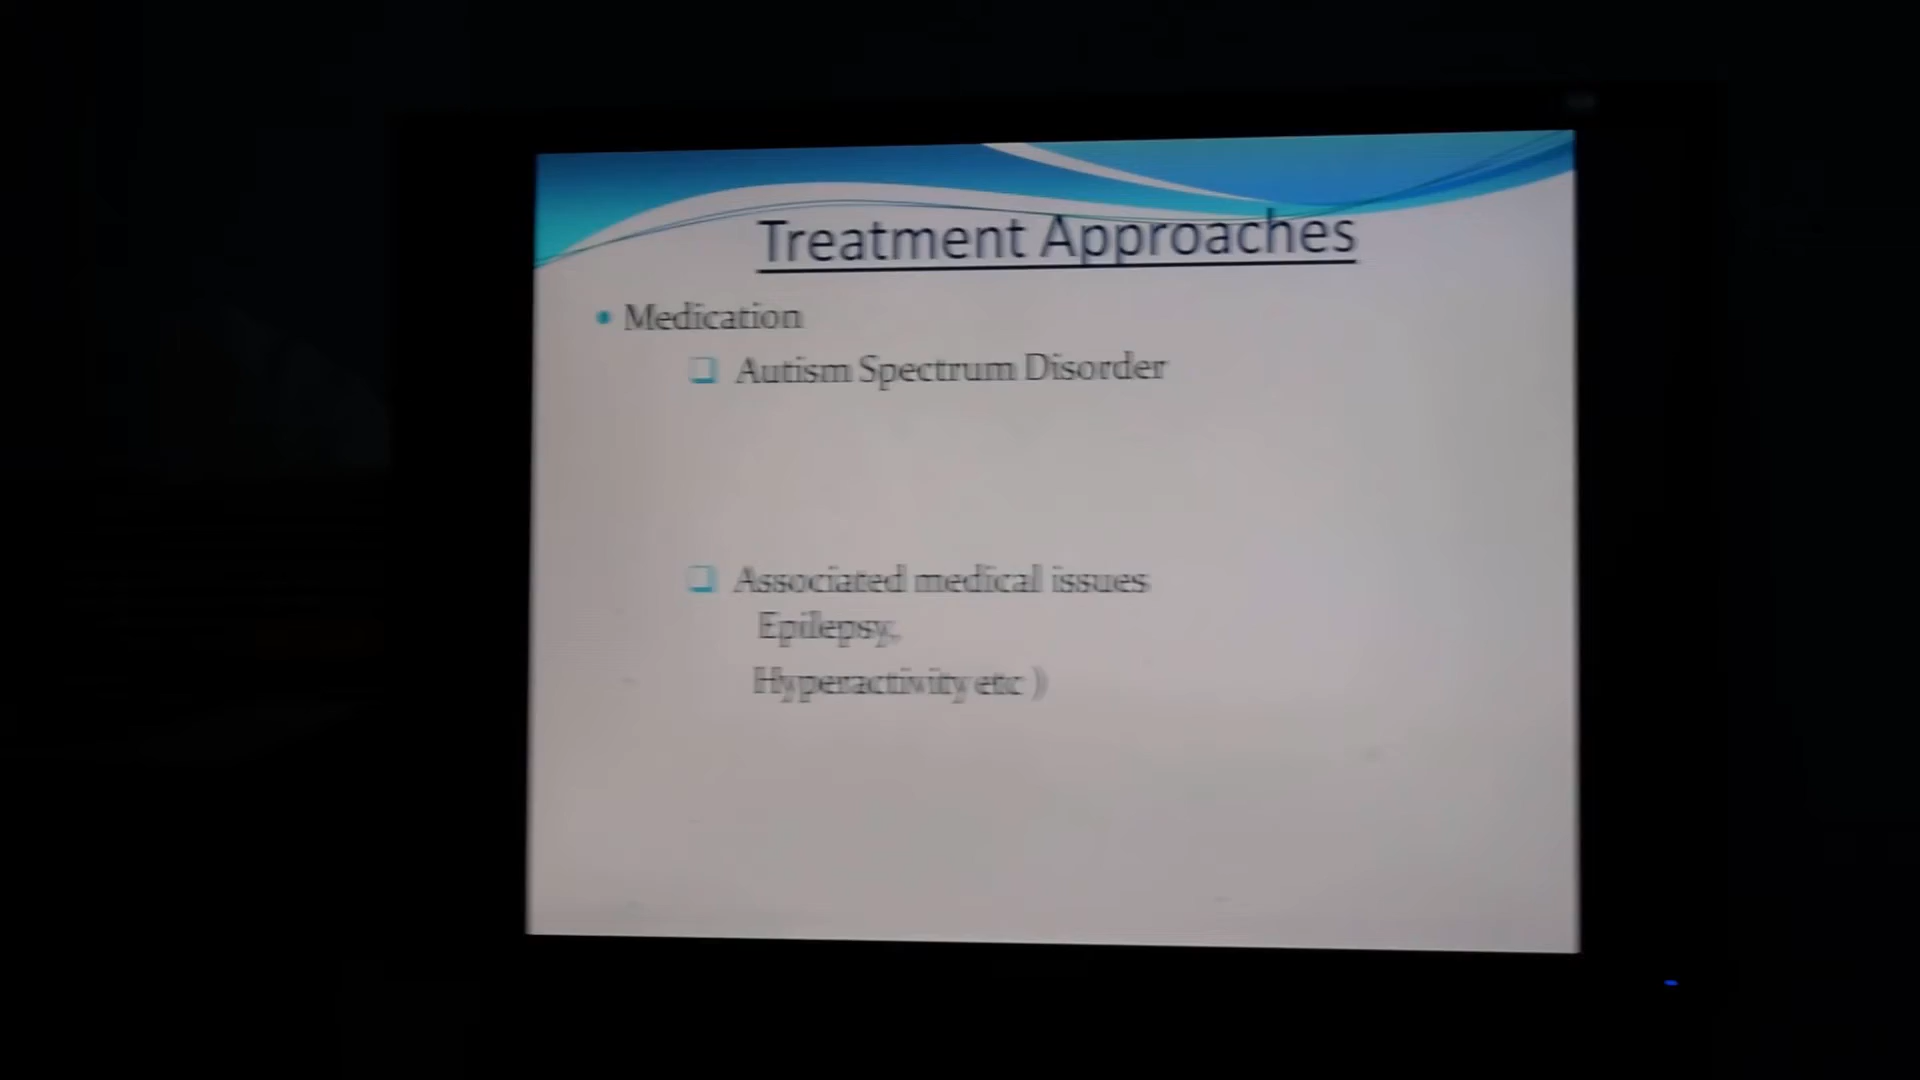 Treatment Approaches
• Medication
❑ Autism Spectrum Disorder
❑ Associated medical issues
Epilepsy,
Hyperactivity etc )